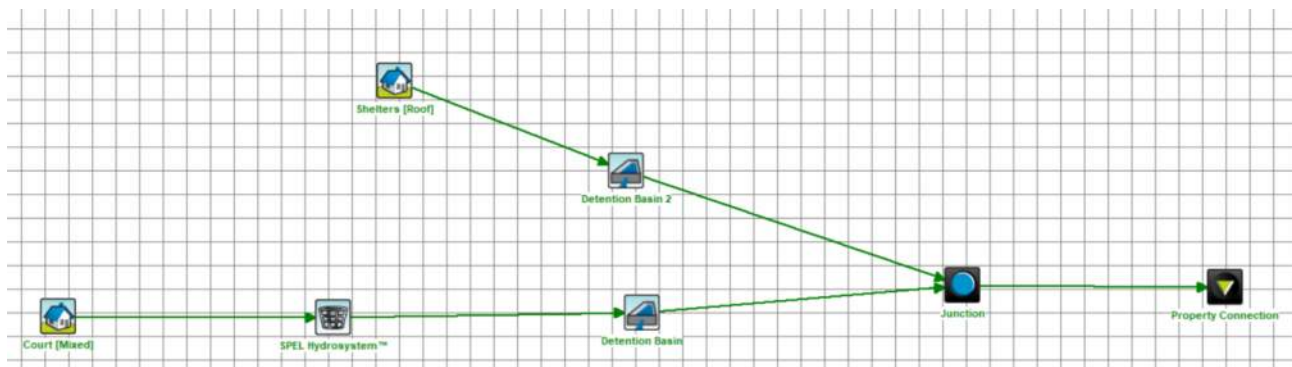 Shelters [Roof]
Detention Basin 2
Court [Mixed]
SPEL Hydrosystem™
Detention Basin
Junction
Property Connection